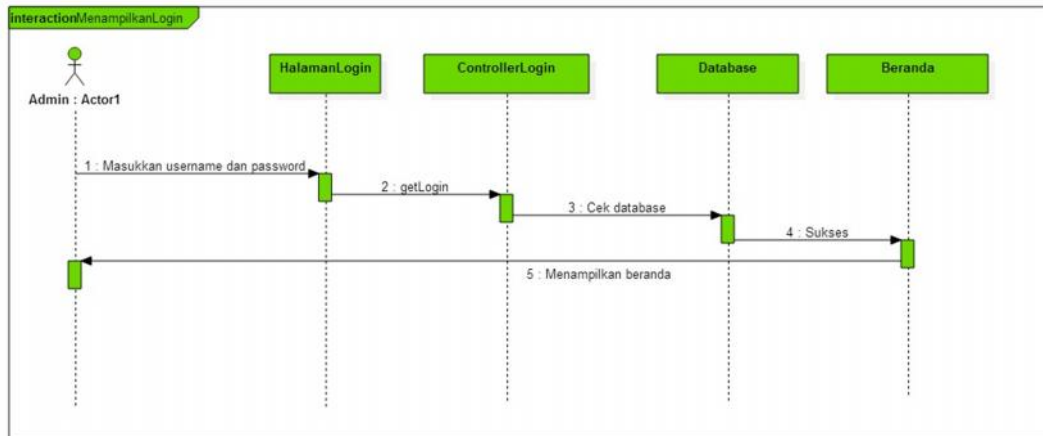 interactionMenampilkanLogin
Admin : Actor1
HalamanLogin
ControllerLogin
Database
Beranda
1 : Masukkan username dan password
2 : getLogin
3 : Cek database
4 : Sukses
5 : Menampilkan beranda